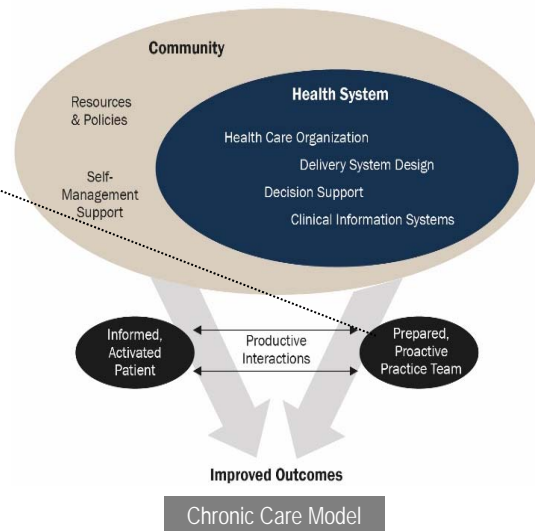 Community
Resources
& Policies
Self-
Management
Support
Health System
Health Care Organization
Delivery System Design
Decision Support
Clinical Information Systems
Informed,
Activated
Patient
Productive
Interactions
Prepared,
Proactive
Practice Team
Improved Outcomes
Chronic Care Model